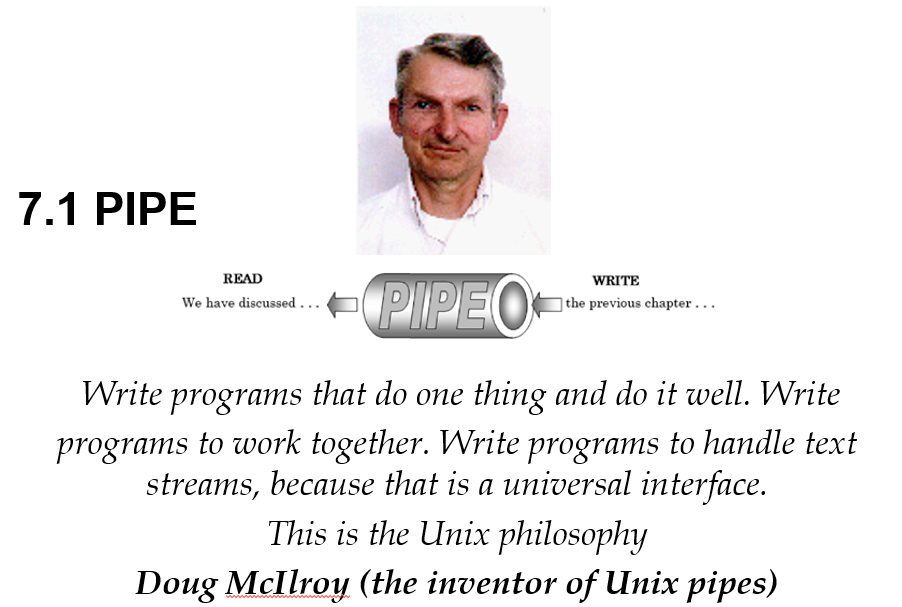 7.1 PIPE
READ
WRITE
We have discussed . . .
PIPE
the previous chapter . . .
Write programs that do one thing and do it well. Write
programs to work together. Write programs to handle text
streams, because that is a universal interface.
This is the Unix philosophy
Doug McIlroy (the inventor of Unix pipes)